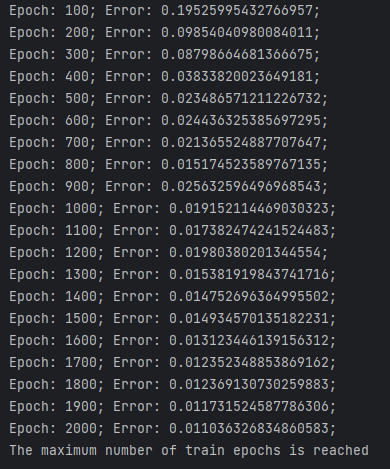 Epoch: 100; Error: 0.19525995432766957;
Epoch: 200; Error: 0.09854040980084011;
Epoch: 300; Error: 0.08798664681366675;
Epoch: 400; Error: 0.03833820023649181;
Epoch: 500; Error: 0.023486571211226732;
Epoch: 600; Error: 0.024436325385697295;
Epoch: 700; Error: 0.021365524887707647;
Epoch: 800; Error: 0.015174523589767135;
Epoch: 900; Error: 0.025632596496968543;
Epoch: 1000; Error: 0.019152114469030323;
Epoch: 1100; Error: 0.017382474241524483;
Epoch: 1200; Error: 0.01980380201344554;
Epoch: 1300; Error: 0.015381919843741716;
Epoch: 1400; Error: 0.014752696364995502;
Epoch: 1500; Error: 0.014934570135182231;
Epoch: 1600; Error: 0.013123446139156312;
Epoch: 1700; Error: 0.012352348853869162;
Epoch: 1800; Error: 0.012369130730259883;
Epoch: 1900; Error: 0.011731524587786306;
Epoch: 2000; Error: 0.011036326834860583;
The maximum number of train epochs is reached